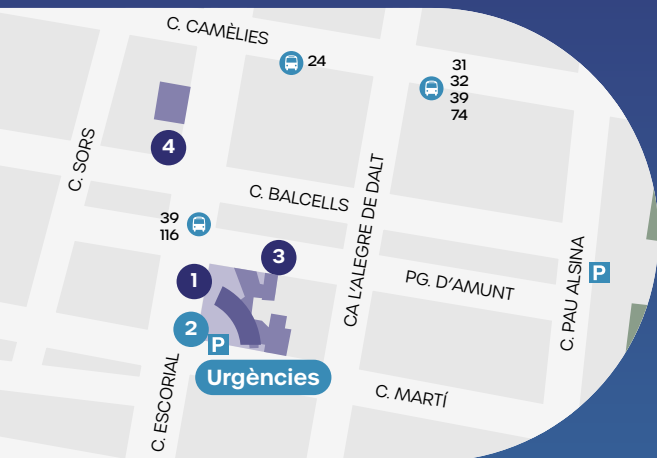 C. CAMÈLIES
24
31
32
39
74
4
C. SORS
C. BALCELLS
CA L'ALEGRE DE DALT
39
116
3
1
PG. D'AMUNT
C. PAU ALSINA
P
2
P
Urgències
C. ESCORIAL
C. MARTÍ